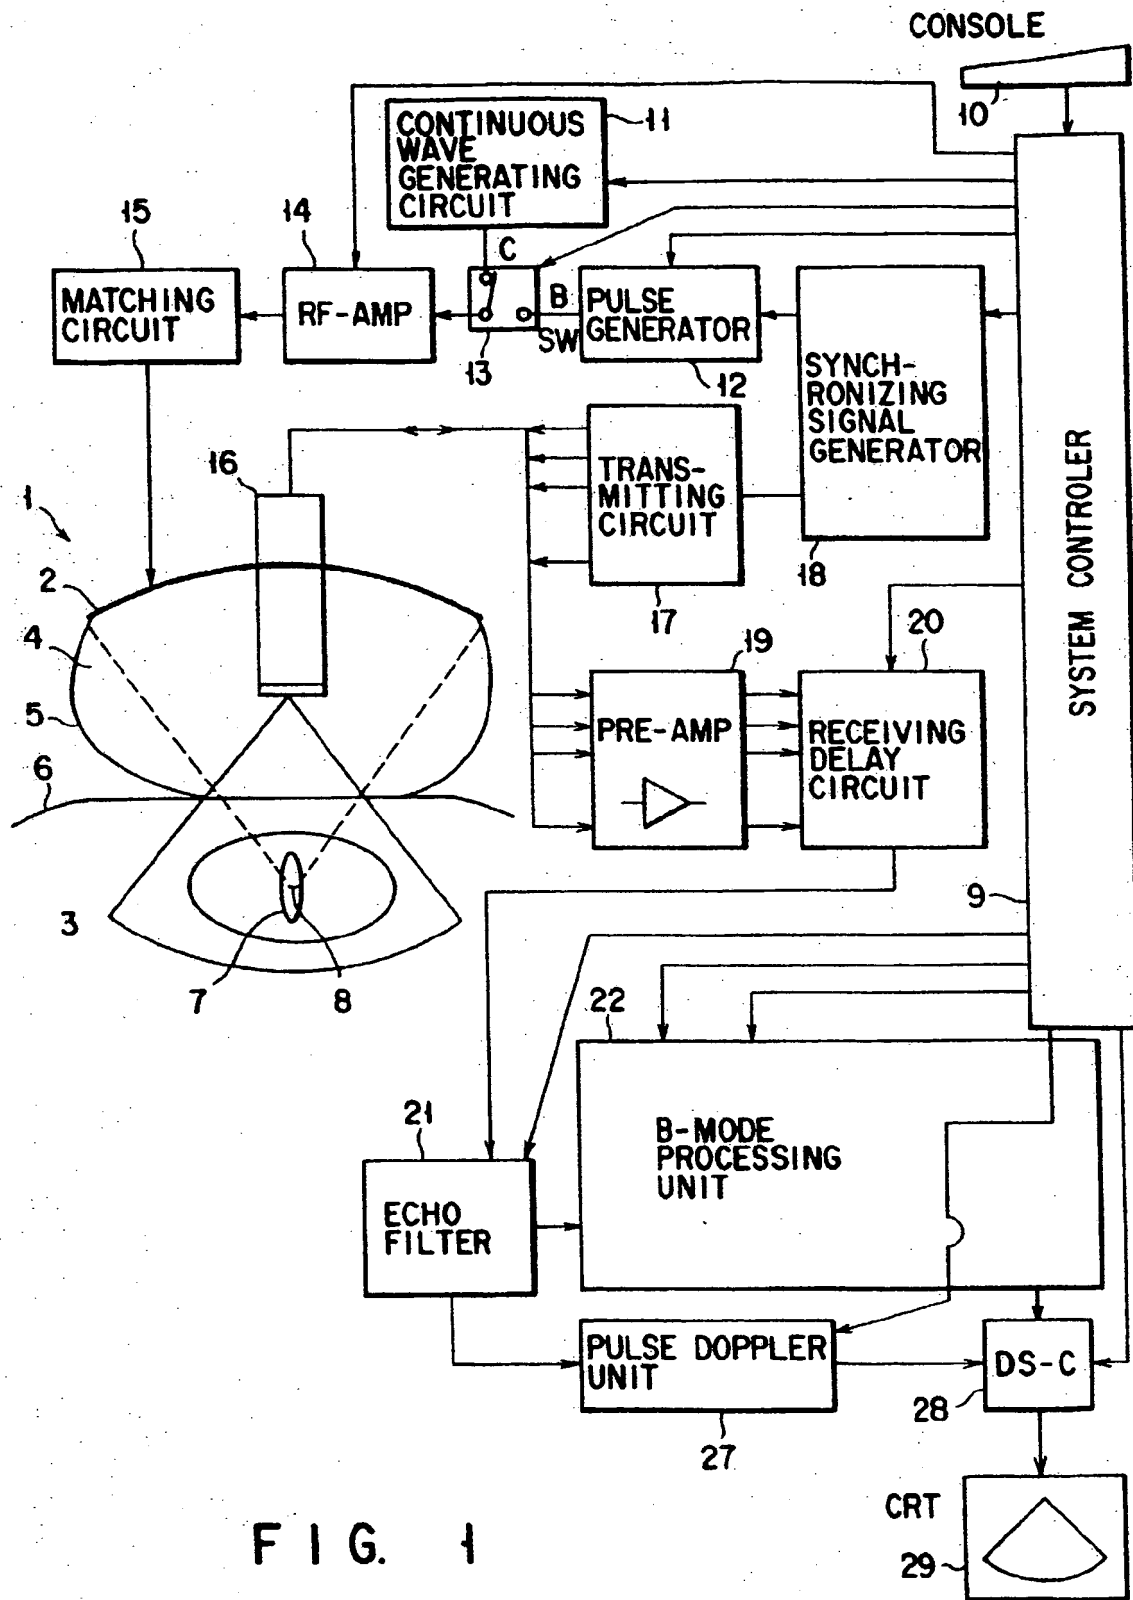 CONSOLE
10
CONTINUOUS
WAVE
GENERATING
CIRCUIT
11
15
14
C
MATCHING
CIRCUIT
RF-AMP
B
SW
13
PULSE
GENERATOR
12
SYNCH-
RONIZING
SIGNAL
GENERATOR
18
16
TRANS-
MITTING
CIRCUIT
17
1
2
4
5
6
3
7
8
19
PRE-AMP
20
RECEIVING
DELAY
CIRCUIT
SYSTEM CONTROLER
9
22
B-MODE
PROCESSING
UNIT
21
ECHO
FILTER
PULSE DOPPLER
UNIT
27
DS-C
28
CRT
29
FIG. 1